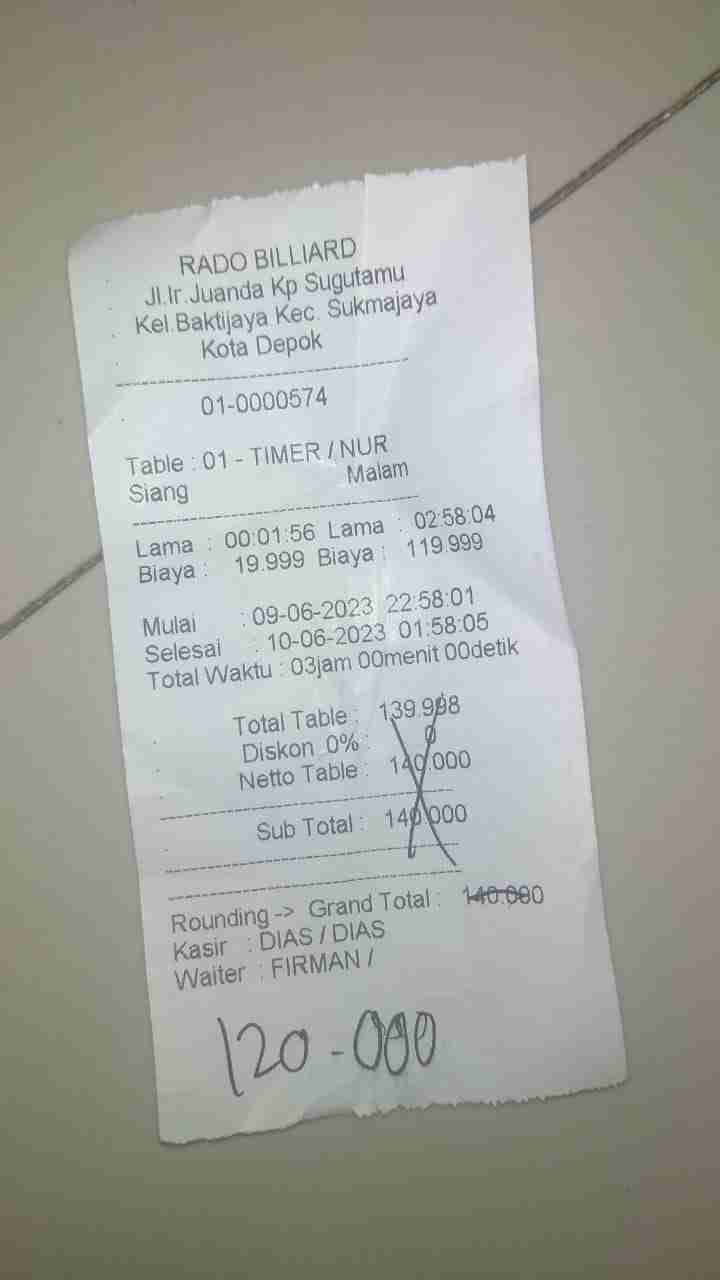 RADO BILLIARD
Jl.Ir.Juanda Kp Sugutamu
Kel.Baktijaya Kec. Sukmajaya
Kota Depok
01-0000574
Table : 01 - TIMER / NUR
Siang Malam
Lama : 00:01:56 Lama : 02:58:04
Biaya : 19.999 Biaya : 119.999
Mulai : 09-06-2023 22:58:01
Selesai : 10-06-2023 01:58:05
Total Waktu : 03jam 00menit 00detik
Total Table : 139.998
Diskon 0% : 0
Netto Table : 140.000
Sub Total : 140.000
Rounding -> Grand Total : 140.000
Kasir : DIAS / DIAS
Waiter : FIRMAN /
120-000